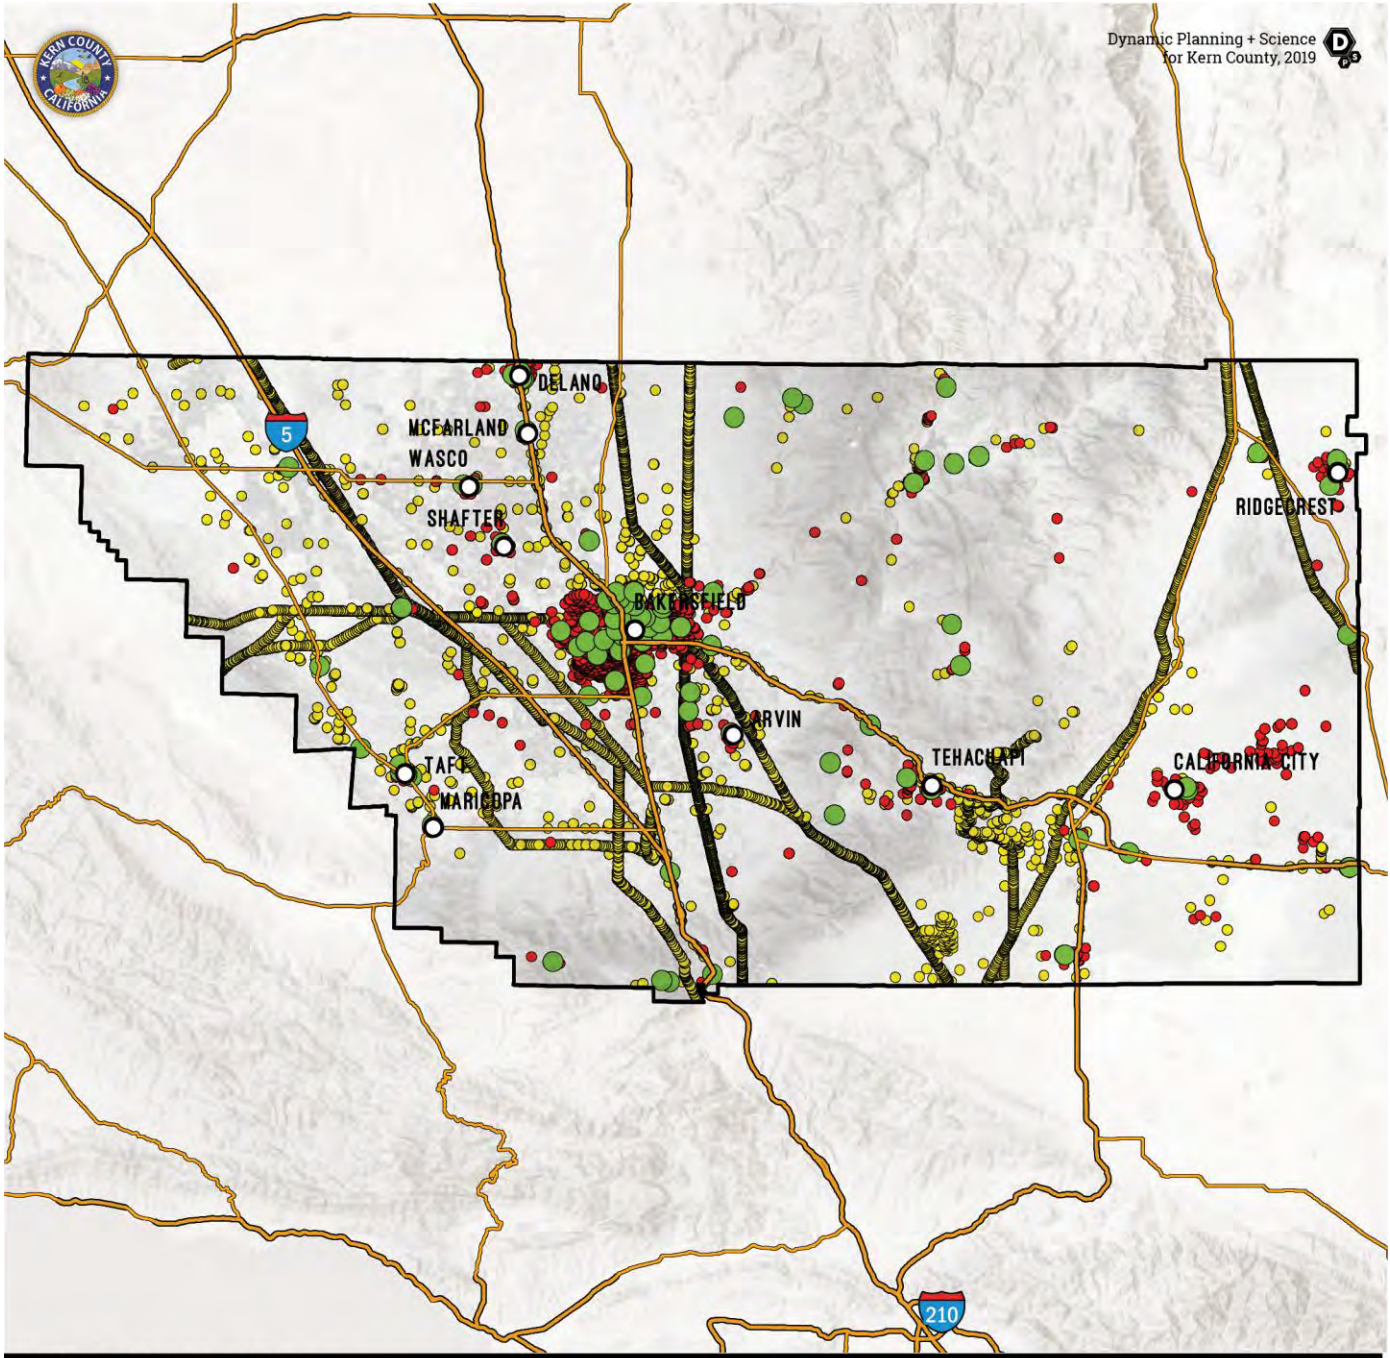 KERN COUNTY
CALIFORNIA
Dynamic Planning + Science
for Kern County, 2019
D
P S
DELANO
5
MCFARLAND
WASCO
RIDGECREST
SHAFTER
BAKERSFIELD
ARVIN
TEHACHAPI
CALIFORNIA CITY
TAFT
MARICOPA
210